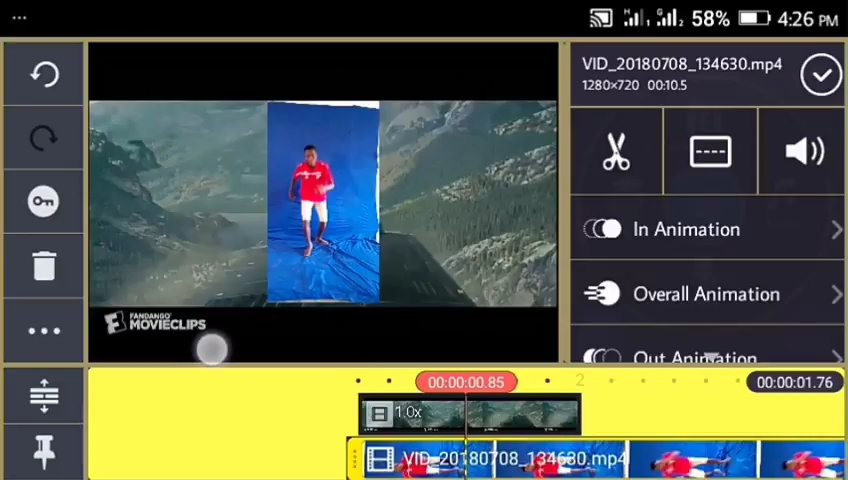 58% 4:26 PM
VID_20180708_134630.mp4
1280×720 00:10.5
In Animation
Overall Animation
Out Animation
FANDANGO
MOVIECLIPS
00:00:00.85
2
00:00:01.76
1.0x
VID_20180708_134630.mp4